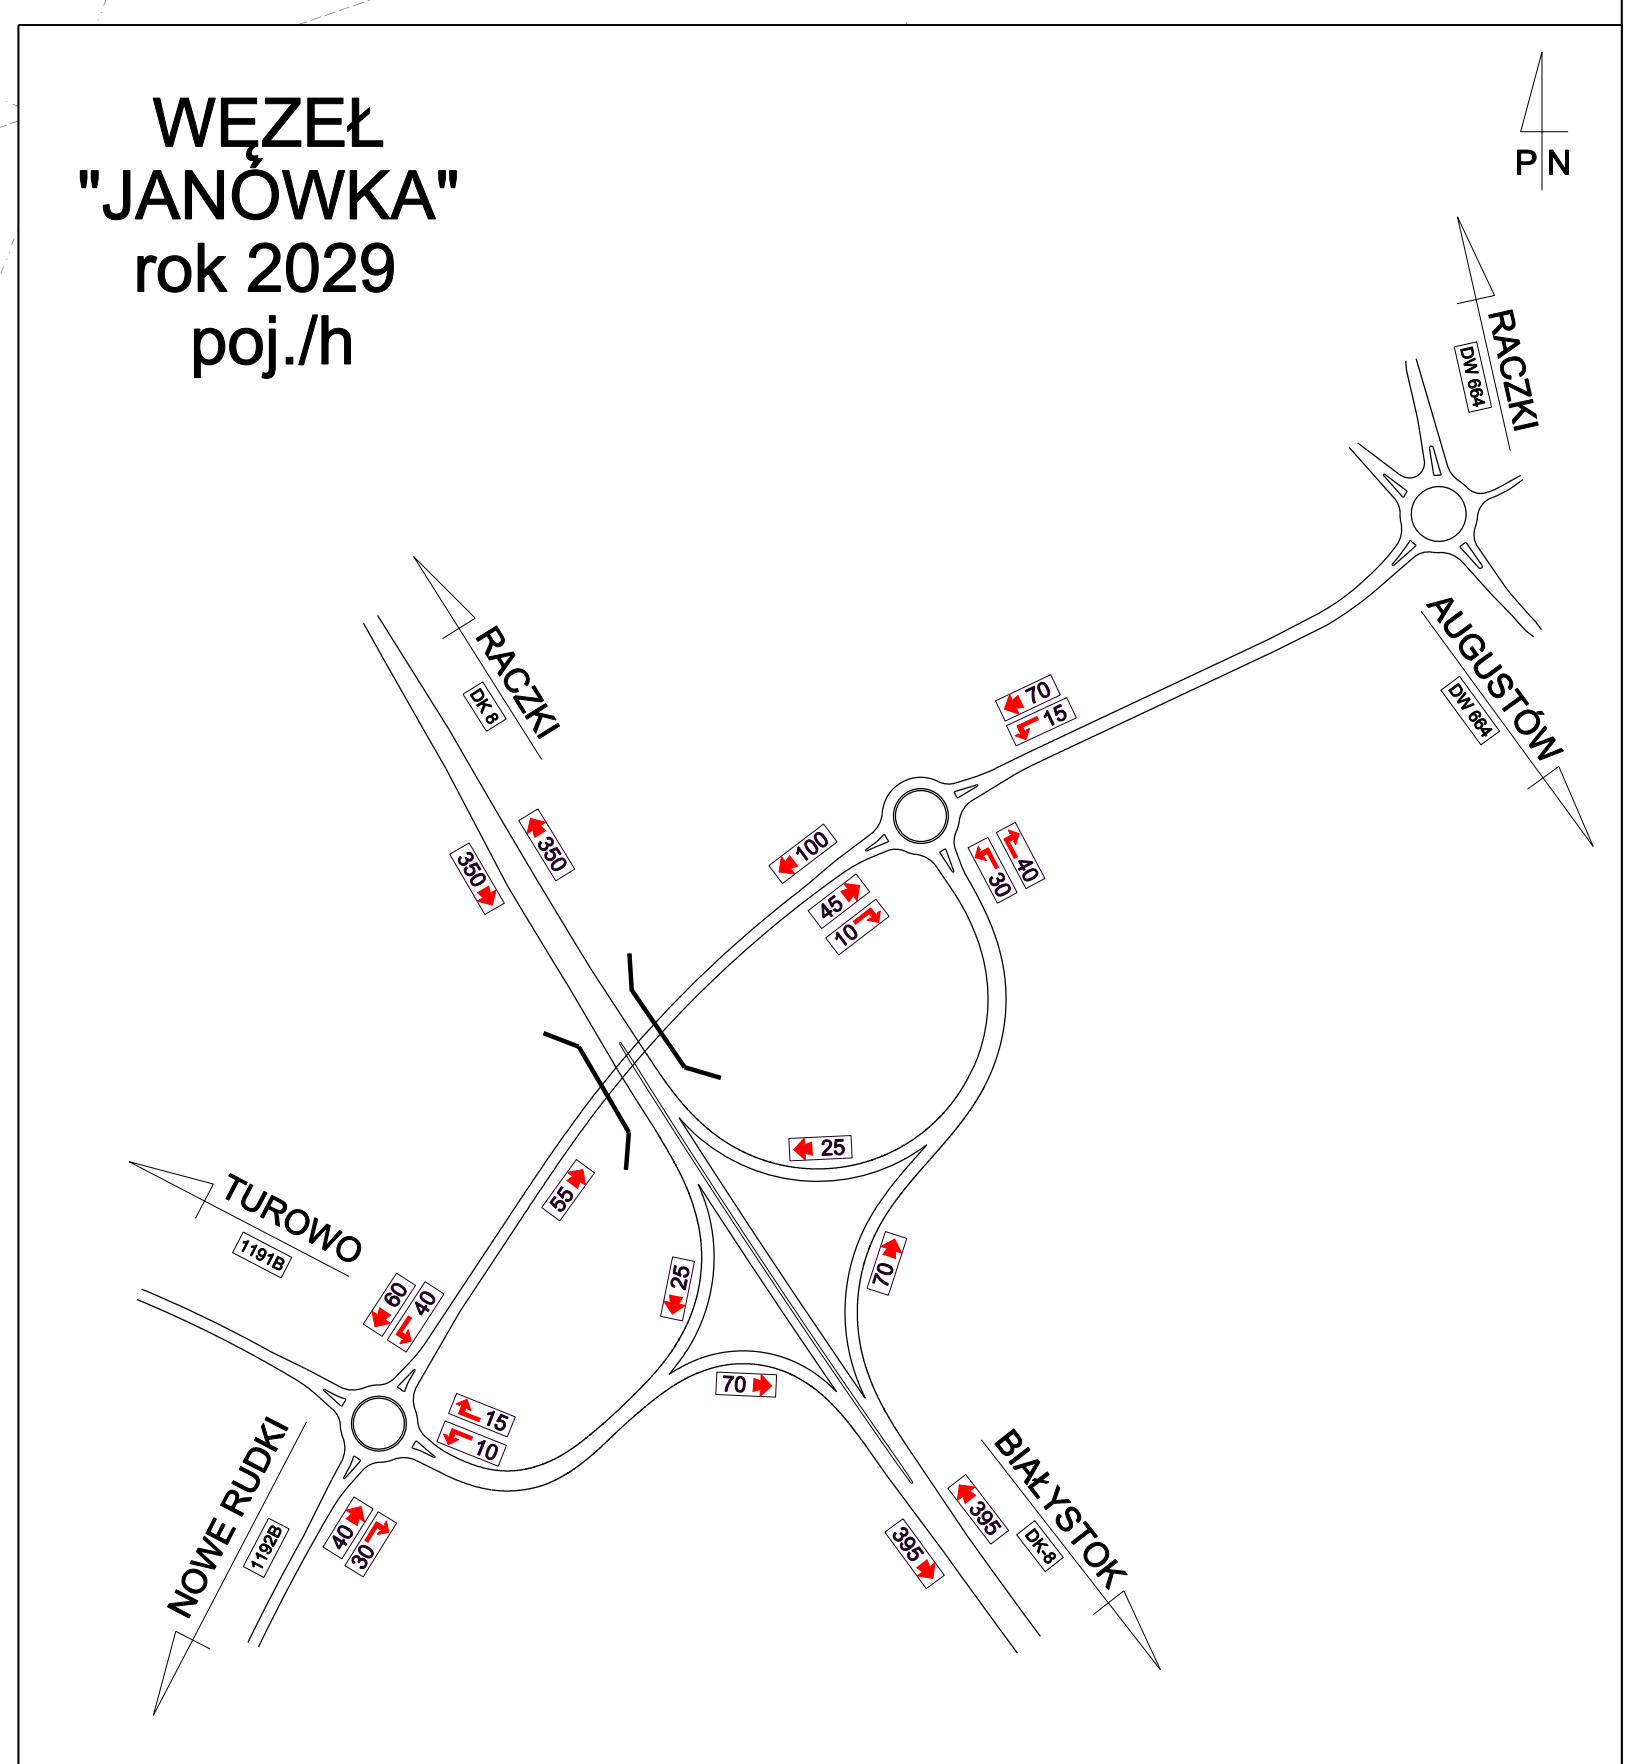 WĘZEŁ
"JANÓWKA"
rok 2029
poj./h
P N
RACZKI
DW 664
RACZKI
DK 8
AUGUSTÓW
DW 664
70
15
350
350
100
45
10
40
30
25
55
70
25
TUROWO
1191B
60
40
70
15
10
NOWE RUDKI
1192B
40
30
BIAŁYSTOK
DK-8
395
395